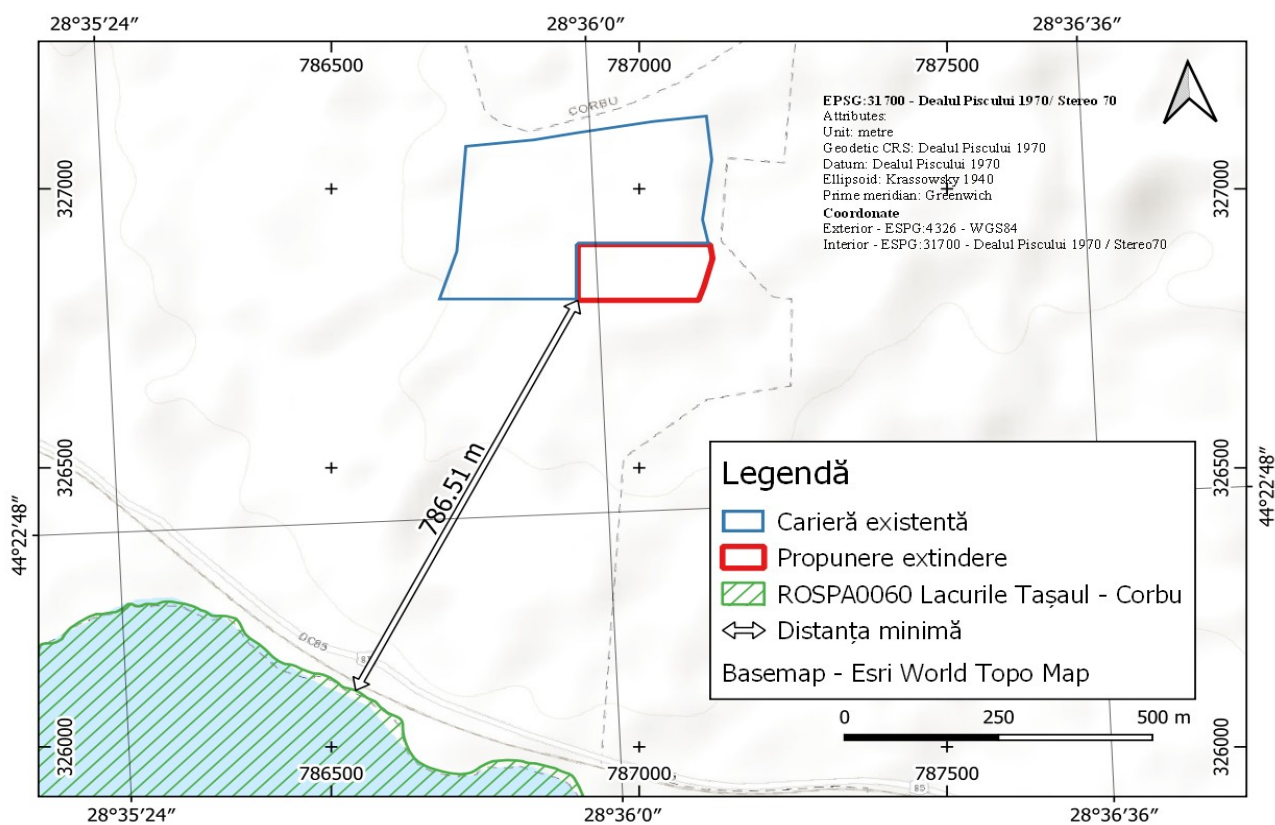 28°35′24″ 28°36′0″ 28°36′36″
786500 787000 787500
CORBU
EPSG:31700 - Dealul Piscului 1970/ Stereo 70
Attributes:
Unit: metre
Geodetic CRS: Dealul Piscului 1970
Datum: Dealul Piscului 1970
Ellipsoid: Krassowsky 1940
Prime meridian: Greenwich
Coordonate
Exterior - ESPG:4326 - WGS84
Interior - ESPG:31700 - Dealul Piscului 1970 / Stereo70
327000 327000
786.51 m
326500 326500
44°22′48″ 44°22′48″
Legendă
Carieră existentă
Propunere extindere
ROSPA0060 Lacurile Tașaul - Corbu
Distanța minimă
Basemap - Esri World Topo Map
DC85
0 250 500 m
326000 326000
786500 787000 787500
85
28°35′24″ 28°36′0″ 28°36′36″